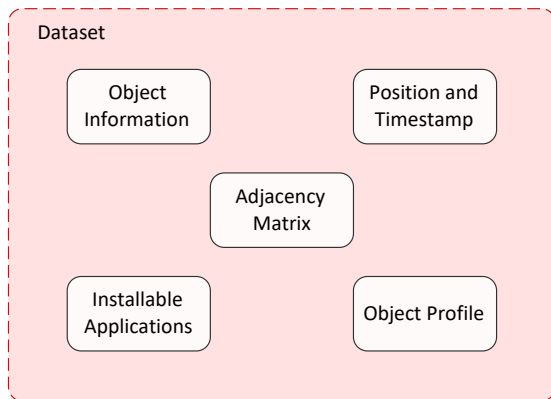 Dataset
Object
Information
Position and
Timestamp
Adjacency
Matrix
Installable
Applications
Object Profile